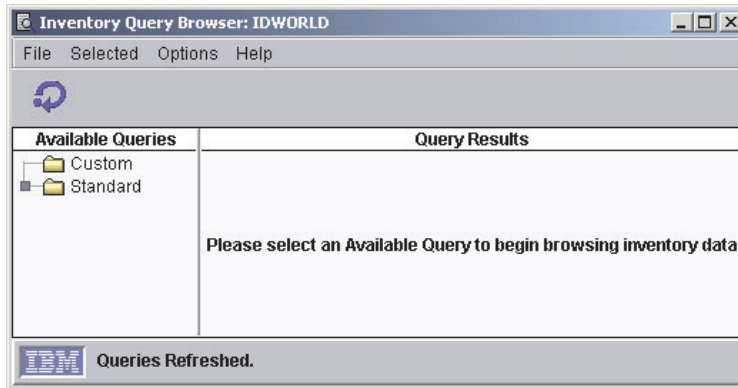 Inventory Query Browser: IDWORLD
File Selected Options Help
Available Queries
Query Results
Custom
Standard
Please select an Available Query to begin browsing inventory data
IBM Queries Refreshed.